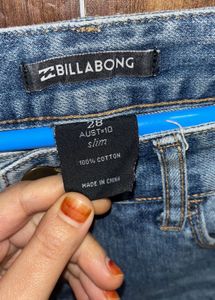 BILLABONG
28
AUST=10
slim
100% COTTON
MADE IN CHINA